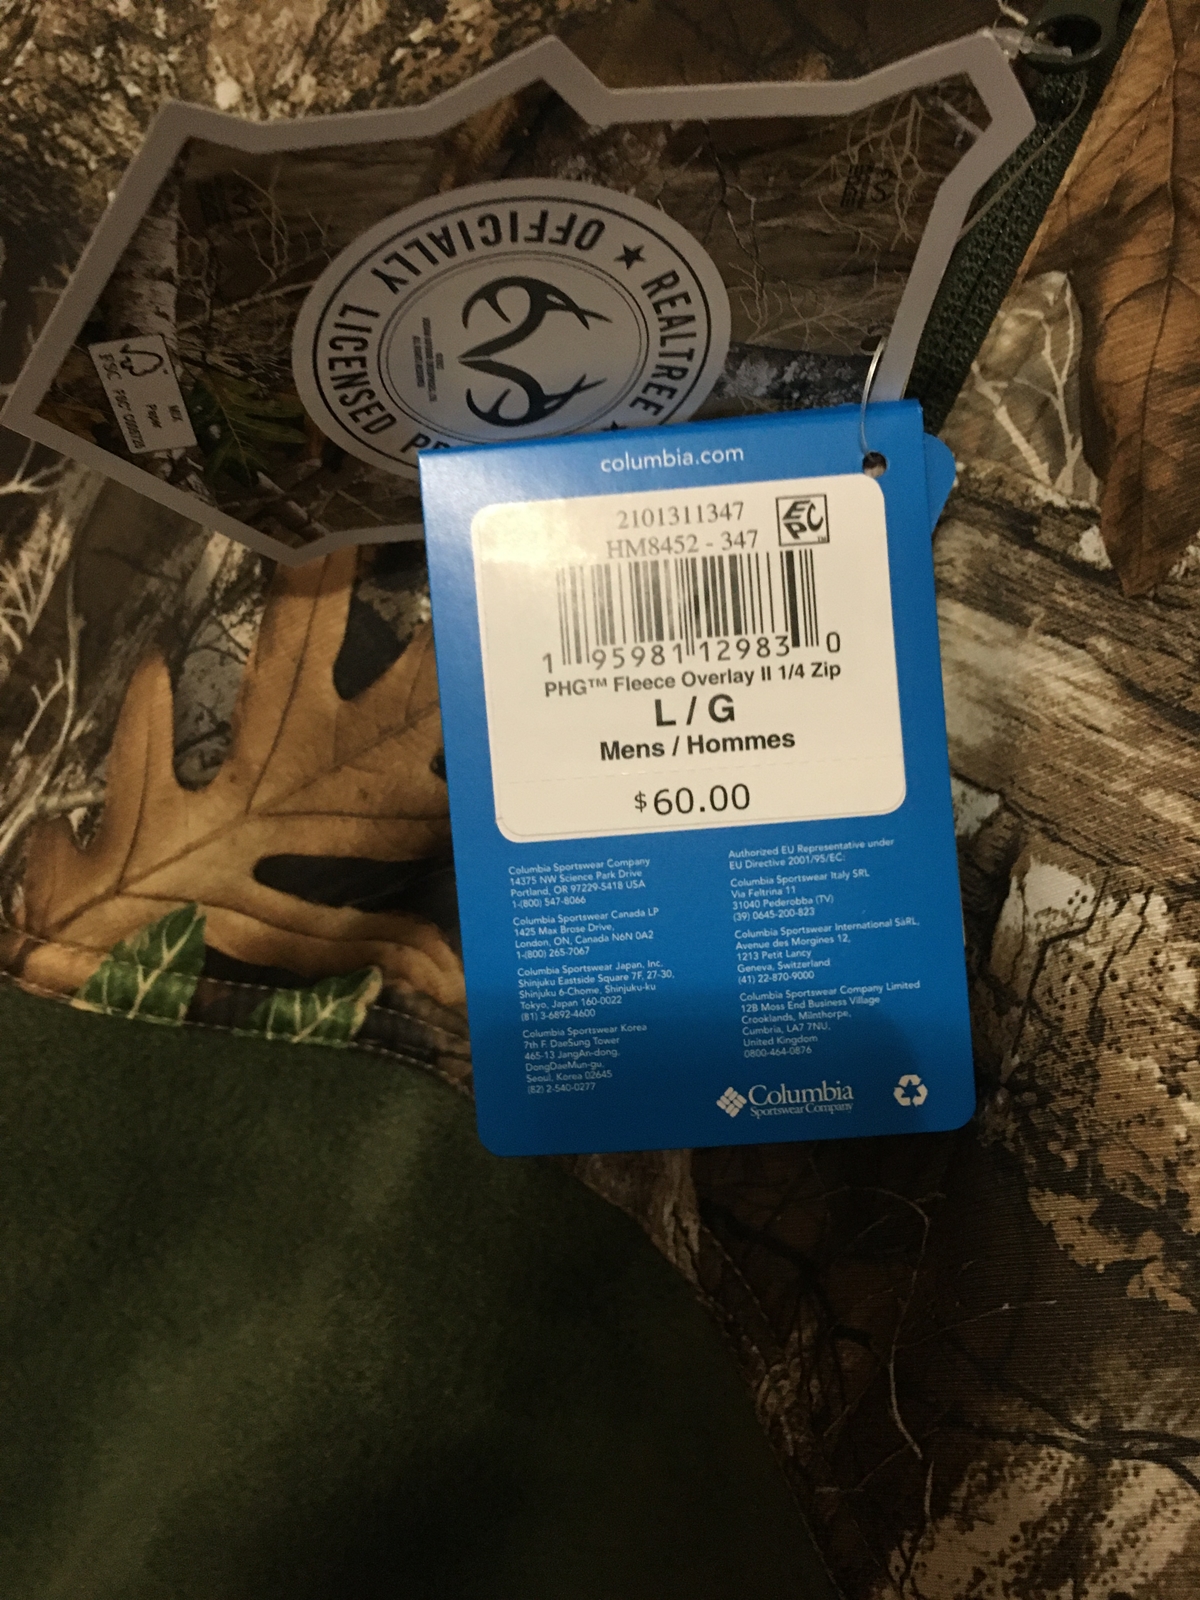 OFFICIALLY LICENSED
REALTREE
FSC
MIX
Paper
columbia.com
2101311347
HM8452 - 347
EPC
1 95981 12983 0
PHG™ Fleece Overlay II 1/4 Zip
L / G
Mens / Hommes
$60.00
Columbia Sportswear Company
14375 NW Science Park Drive
Portland, OR 97229-5418 USA
1-(800) 547-8066
Columbia Sportswear Canada LP
1425 Max Brose Drive,
London, ON, Canada N6N 0A2
1-(800) 265-7067
Columbia Sportswear Japan, Inc.
Shinjuku Eastside Square 7F, 27-30,
Shinjuku 6-Chome, Shinjuku-ku
Tokyo, Japan 160-0022
(81) 3-6892-4600
Columbia Sportswear Korea
7th F. DaeSung Tower
465-13 JangAn-dong,
DongDaeMun-gu,
Seoul, Korea 02645
(82) 2-540-0277
Authorized EU Representative under
EU Directive 2001/95/EC:
Columbia Sportswear Italy SRL
Via Feltrina 11
31040 Pederobba (TV)
(39) 0645-200-823
Columbia Sportswear International SàRL,
Avenue des Morgines 12,
1213 Petit Lancy
Geneva, Switzerland
(41) 22-870-9000
Columbia Sportswear Company Limited
12B Moss End Business Village
Crooklands, Milnthorpe,
Cumbria, LA7 7NU,
United Kingdom
0800-464-0876
Columbia
Sportswear Company